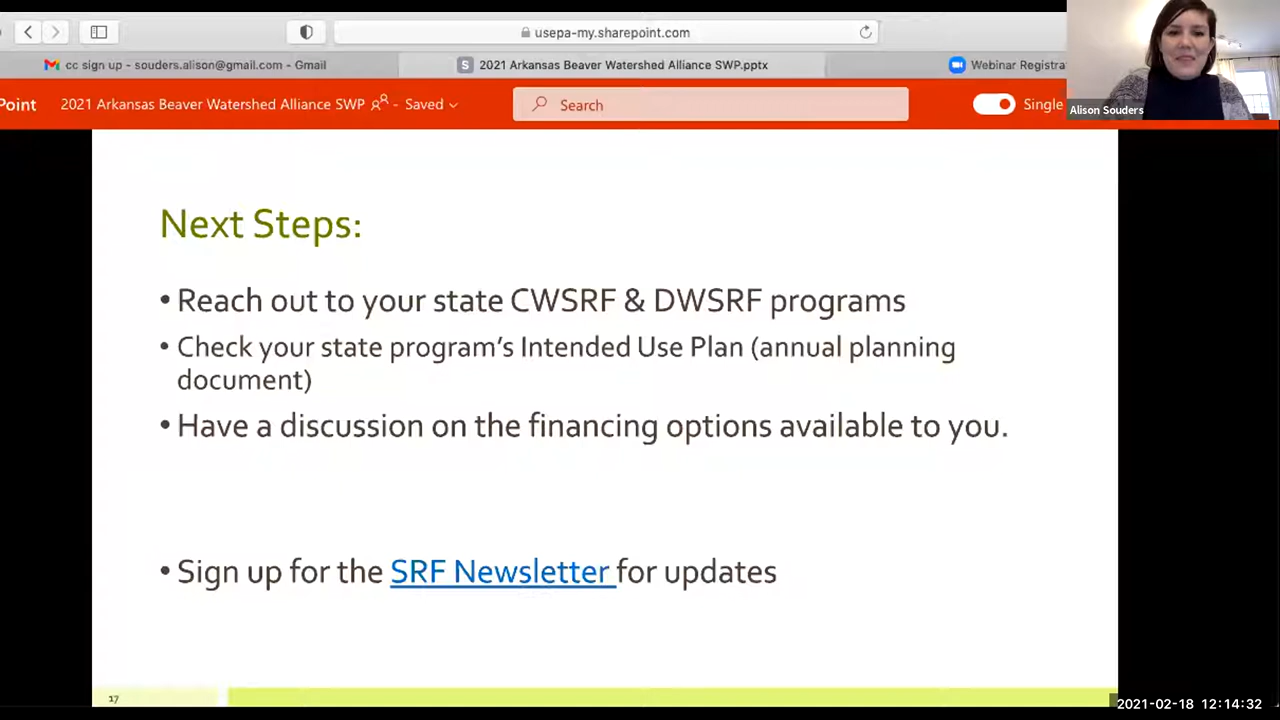 usepa-my.sharepoint.com
cc sign up - souders.alison@gmail.com - Gmail
S 2021 Arkansas Beaver Watershed Alliance SWP.pptx
Webinar Registra
Point 2021 Arkansas Beaver Watershed Alliance SWP - Saved
Search
Single
Alison Souders
Next Steps:
• Reach out to your state CWSRF & DWSRF programs
• Check your state program's Intended Use Plan (annual planning
document)
• Have a discussion on the financing options available to you.
• Sign up for the SRF Newsletter for updates
17
2021-02-18 12:14:32